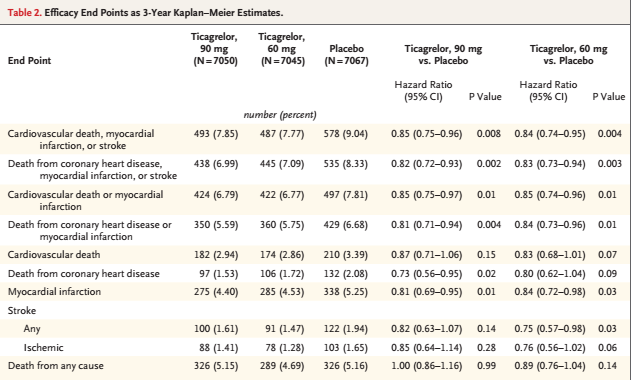 Table 2. Efficacy End Points as 3-Year Kaplan–Meier Estimates.
End Point Ticagrelor, 90 mg (N=7050) Ticagrelor, 60 mg (N=7045) Placebo (N=7067) Ticagrelor, 90 mg vs. Placebo Ticagrelor, 60 mg vs. Placebo
Hazard Ratio (95% CI) P Value Hazard Ratio (95% CI) P Value
number (percent)
Cardiovascular death, myocardial infarction, or stroke 493 (7.85) 487 (7.77) 578 (9.04) 0.85 (0.75–0.96) 0.008 0.84 (0.74–0.95) 0.004
Death from coronary heart disease, myocardial infarction, or stroke 438 (6.99) 445 (7.09) 535 (8.33) 0.82 (0.72–0.93) 0.002 0.83 (0.73–0.94) 0.003
Cardiovascular death or myocardial infarction 424 (6.79) 422 (6.77) 497 (7.81) 0.85 (0.75–0.97) 0.01 0.85 (0.74–0.96) 0.01
Death from coronary heart disease or myocardial infarction 350 (5.59) 360 (5.75) 429 (6.68) 0.81 (0.71–0.94) 0.004 0.84 (0.73–0.96) 0.01
Cardiovascular death 182 (2.94) 174 (2.86) 210 (3.39) 0.87 (0.71–1.06) 0.15 0.83 (0.68–1.01) 0.07
Death from coronary heart disease 97 (1.53) 106 (1.72) 132 (2.08) 0.73 (0.56–0.95) 0.02 0.80 (0.62–1.04) 0.09
Myocardial infarction 275 (4.40) 285 (4.53) 338 (5.25) 0.81 (0.69–0.95) 0.01 0.84 (0.72–0.98) 0.03
Stroke
Any 100 (1.61) 91 (1.47) 122 (1.94) 0.82 (0.63–1.07) 0.14 0.75 (0.57–0.98) 0.03
Ischemic 88 (1.41) 78 (1.28) 103 (1.65) 0.85 (0.64–1.14) 0.28 0.76 (0.56–1.02) 0.06
Death from any cause 326 (5.15) 289 (4.69) 326 (5.16) 1.00 (0.86–1.16) 0.99 0.89 (0.76–1.04) 0.14